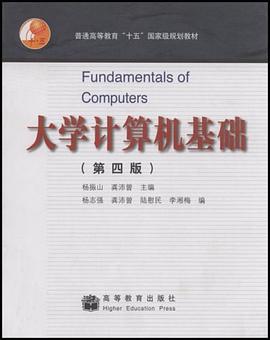 十·五
普通高等教育“十五”国家级规划教材
Fundamentals of
Computers
大学计算机基础
(第四版)
杨振山 龚沛曾 主编
杨志强 龚沛曾 陆慰民 李湘梅 编
高等教育出版社
Higher Education Press